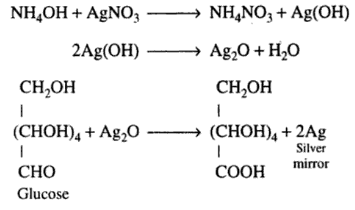 NH₄OH + AgNO₃ ⟶ NH₄NO₃ + Ag(OH)
2Ag(OH) ⟶ Ag₂O + H₂O
CH₂OH CH₂OH
| |
(CHOH)₄ + Ag₂O ⟶ (CHOH)₄ + 2Ag
| | Silver
CHO COOH mirror
Glucose